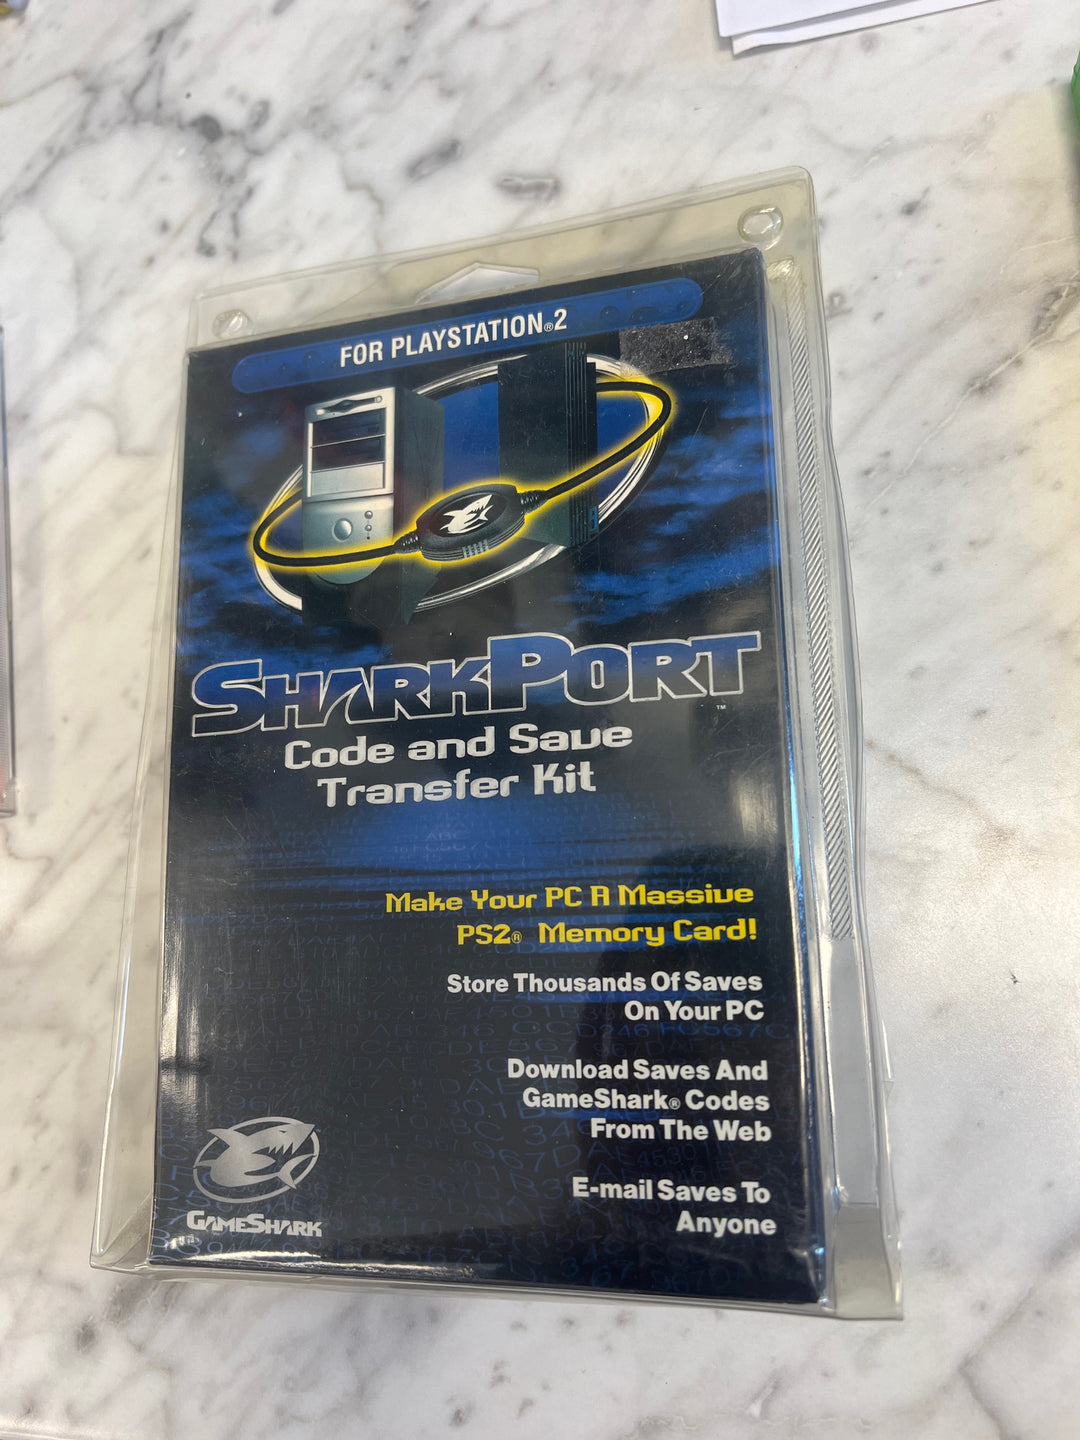 FOR PLAYSTATION®2
SHARKPORT™
Code and Save
Transfer Kit
Make Your PC A Massive
PS2® Memory Card!
Store Thousands Of Saves
On Your PC
Download Saves And
GameShark® Codes
From The Web
E-mail Saves To
Anyone
GAMESHARK